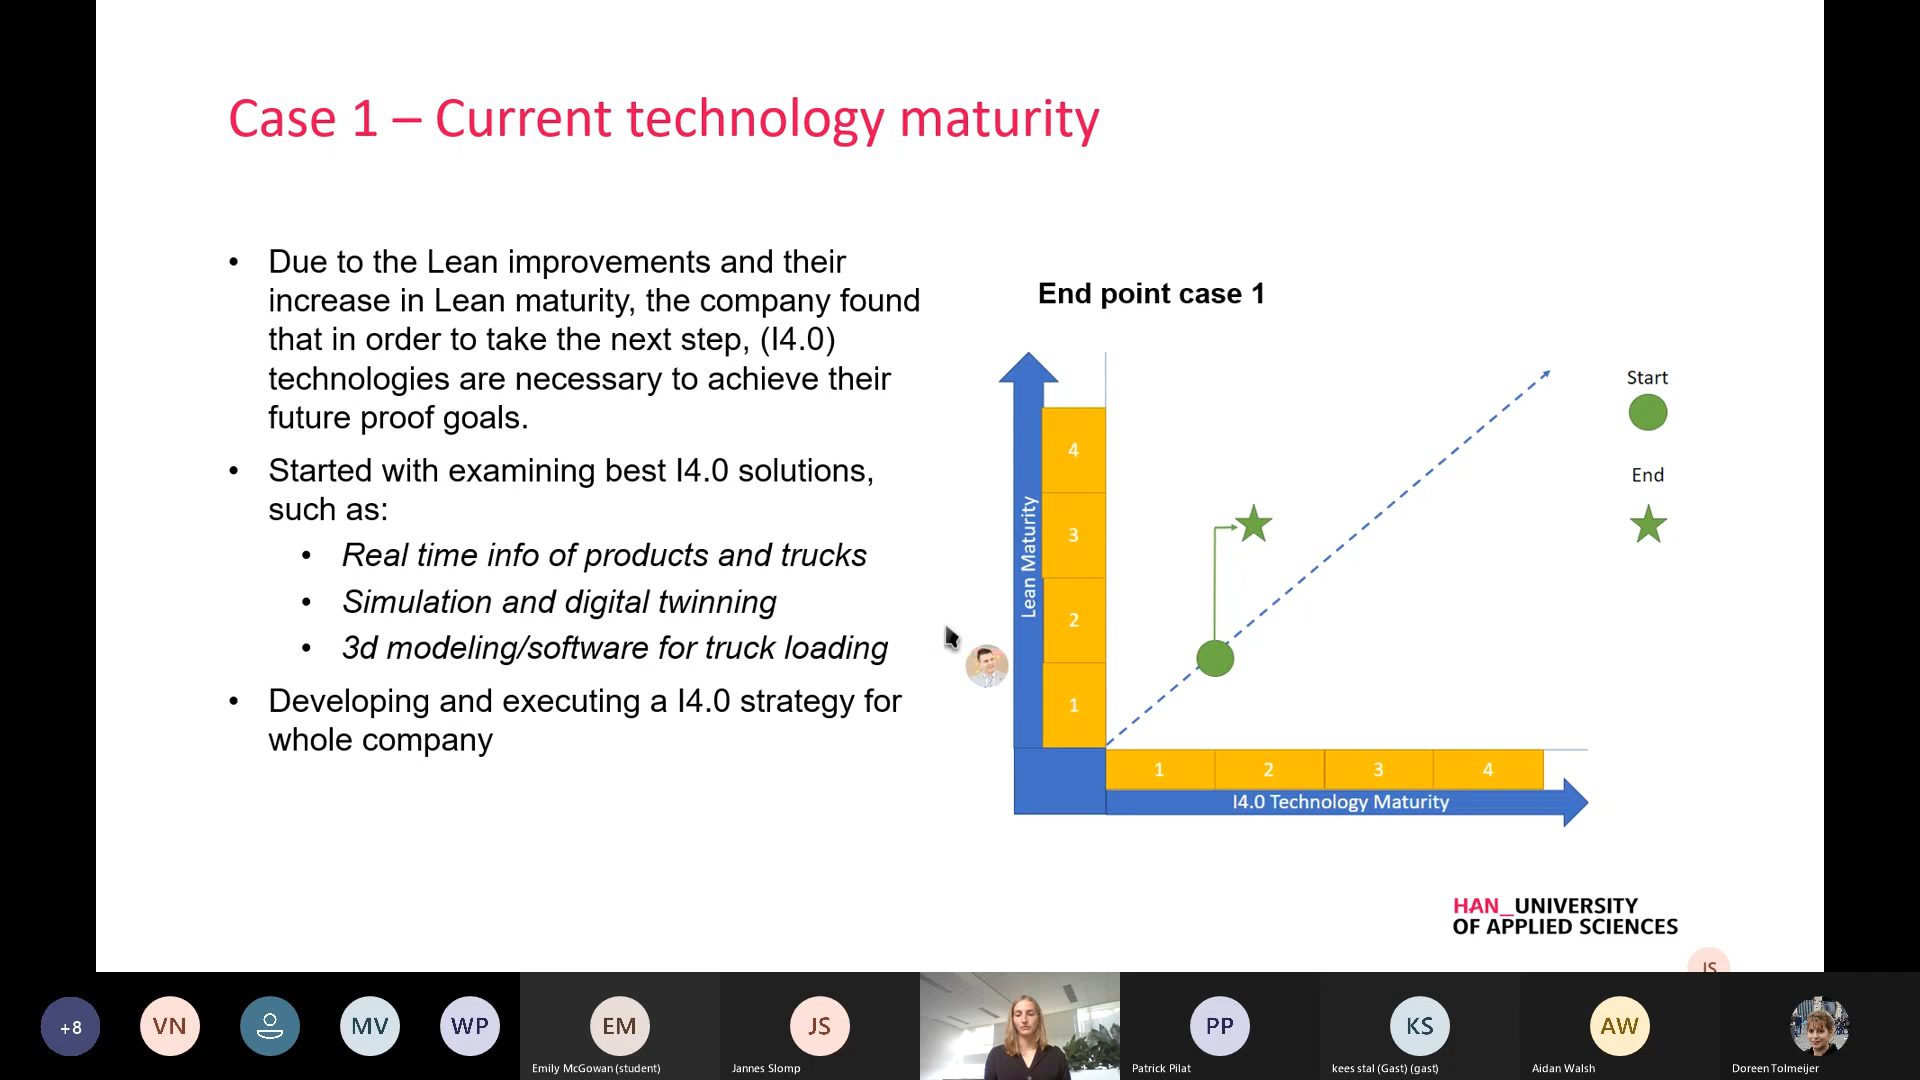 Case 1 – Current technology maturity
• Due to the Lean improvements and their
increase in Lean maturity, the company found
that in order to take the next step, (I4.0)
technologies are necessary to achieve their
future proof goals.
• Started with examining best I4.0 solutions,
such as:
• Real time info of products and trucks
• Simulation and digital twinning
• 3d modeling/software for truck loading
• Developing and executing a I4.0 strategy for
whole company
End point case 1
Lean Maturity
4
3
2
1
1 2 3 4
I4.0 Technology Maturity
Start
End
HAN_UNIVERSITY
OF APPLIED SCIENCES
JS
+8
VN
MV
WP
EM
Emily McGowan (student)
JS
Jannes Slomp
PP
Patrick Pilat
KS
kees stal (Gast) (gast)
AW
Aidan Walsh
Doreen Tolmeijer